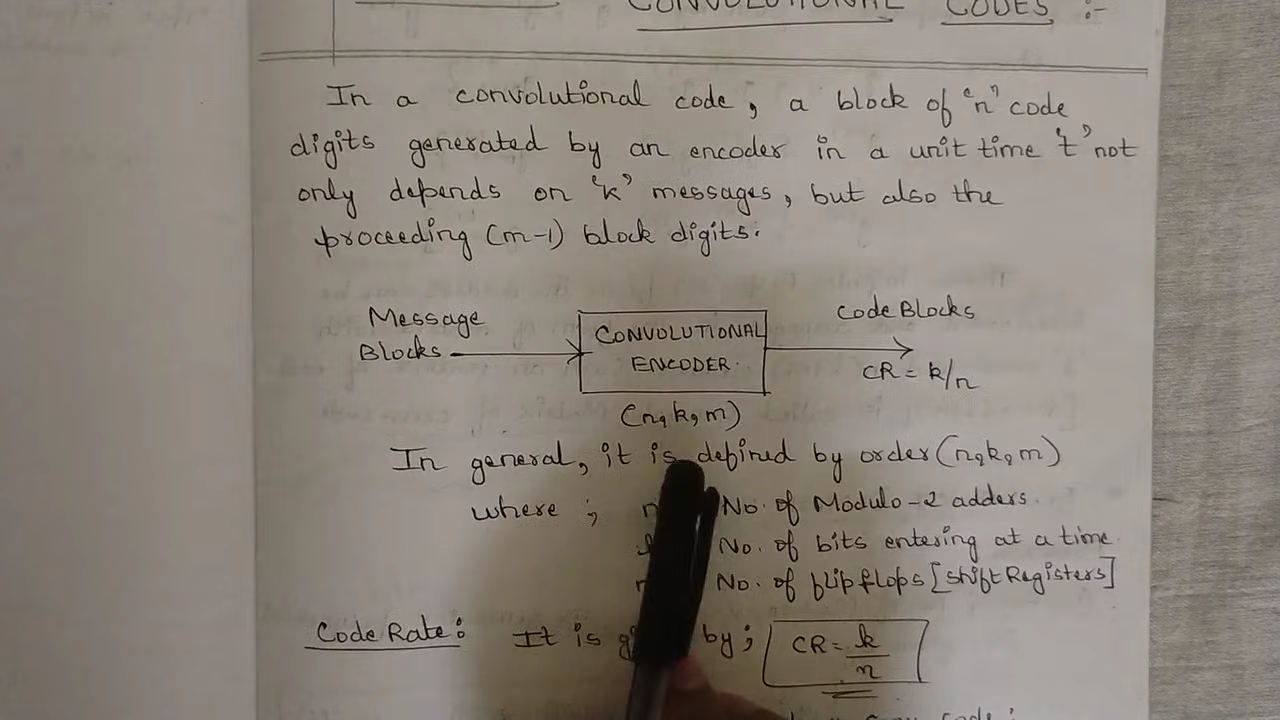 CONVOLUTIONAL CODES :-
In a convolutional code, a block of 'n' code
digits generated by an encoder in a unit time 't' not
only depends on 'k' messages, but also the
proceeding (m-1) block digits.
Message Blocks
CONVOLUTIONAL ENCODER.
Code Blocks
CR = k/n
(n,k,m)
In general, it is defined by order (n,k,m)
where ; n No. of Modulo-2 adders.
No. of bits entering at a time.
No. of flipflops [Shift Registers]
Code Rate: It is by; CR = k/n
code: